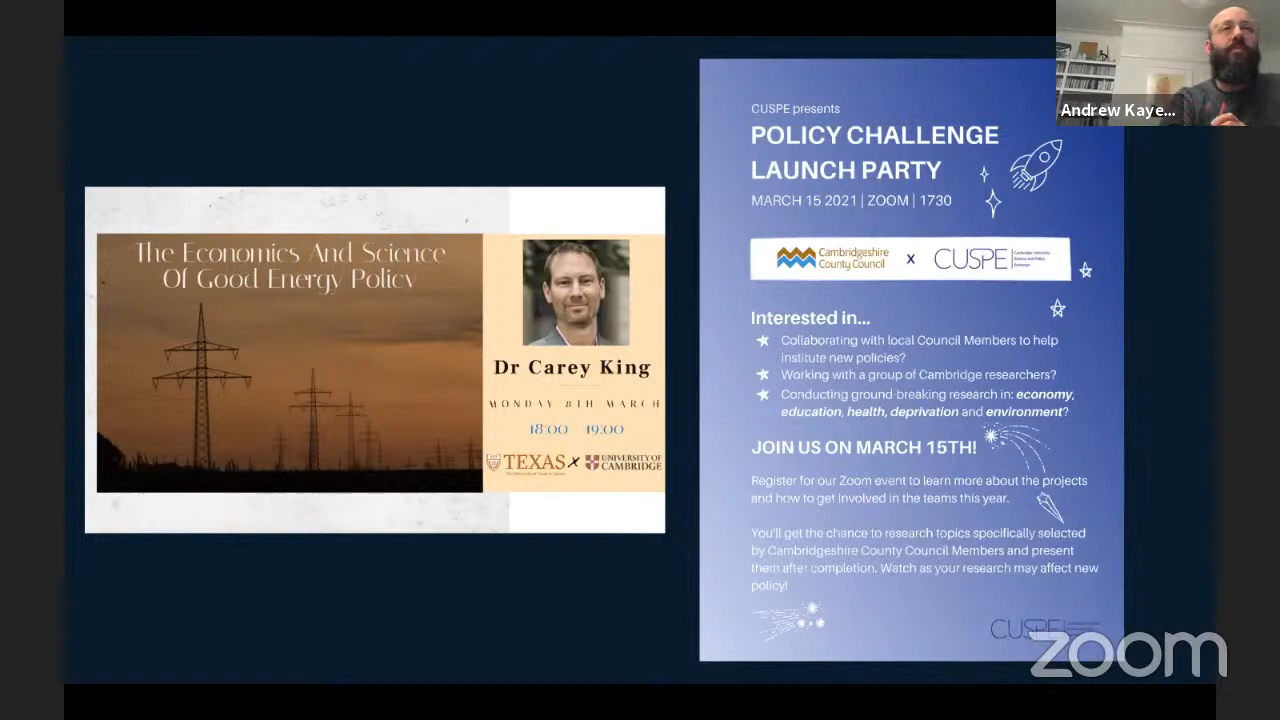 The Economics And Science
Of Good Energy Policy
Dr Carey King
MONDAY 8TH MARCH
18:00 19:00
TEXAS X UNIVERSITY OF
CAMBRIDGE
CUSPE presents
POLICY CHALLENGE
LAUNCH PARTY
MARCH 15 2021 | ZOOM | 1730
Cambridgeshire
County Council
X
CUSPE
Cambridge University
Science and Policy
Exchange
Interested in...
Collaborating with local Council Members to help
institute new policies?
Working with a group of Cambridge researchers?
Conducting ground-breaking research in: economy,
education, health, deprivation and environment?
JOIN US ON MARCH 15TH!
Register for our Zoom event to learn more about the projects
and how to get involved in the teams this year.
You'll get the chance to research topics specifically selected
by Cambridgeshire County Council Members and present
them after completion. Watch as your research may affect new
policy!
CUSPE
zoom
Andrew Kaye...